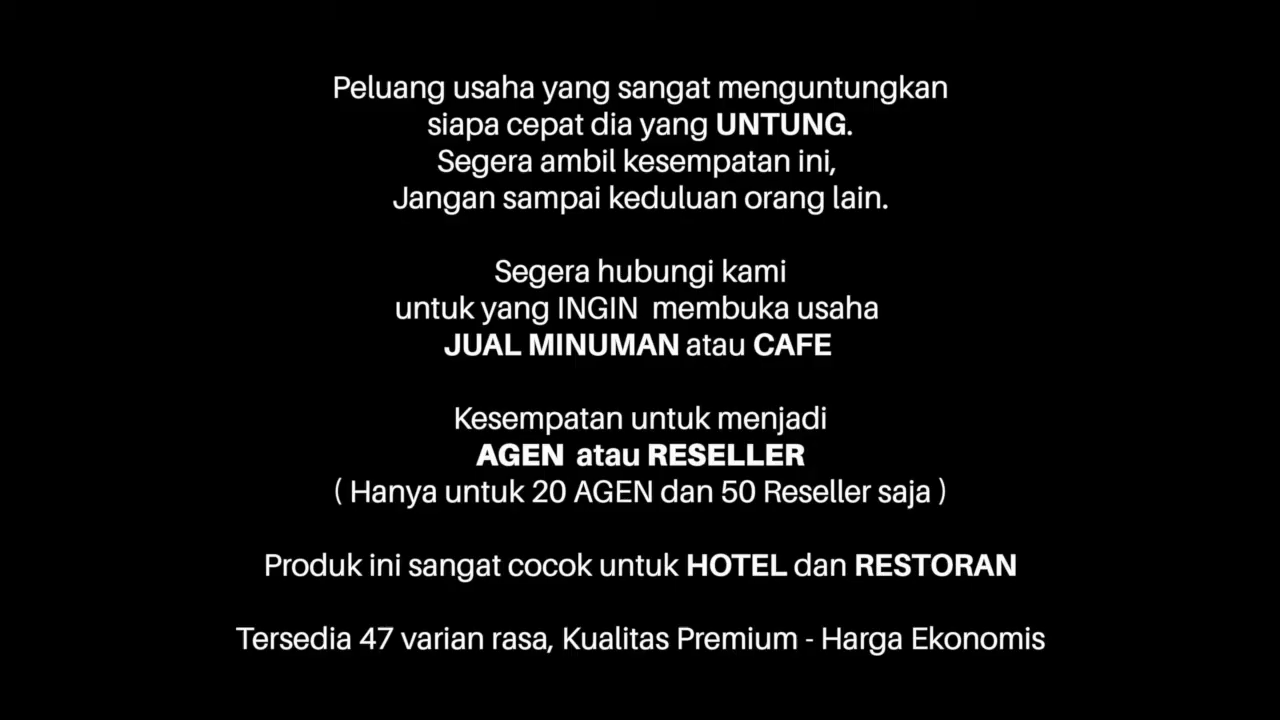 Peluang usaha yang sangat menguntungkan
siapa cepat dia yang UNTUNG.
Segera ambil kesempatan ini,
Jangan sampai keduluan orang lain.
Segera hubungi kami
untuk yang INGIN membuka usaha
JUAL MINUMAN atau CAFE
Kesempatan untuk menjadi
AGEN atau RESELLER
( Hanya untuk 20 AGEN dan 50 Reseller saja )
Produk ini sangat cocok untuk HOTEL dan RESTORAN
Tersedia 47 varian rasa, Kualitas Premium - Harga Ekonomis